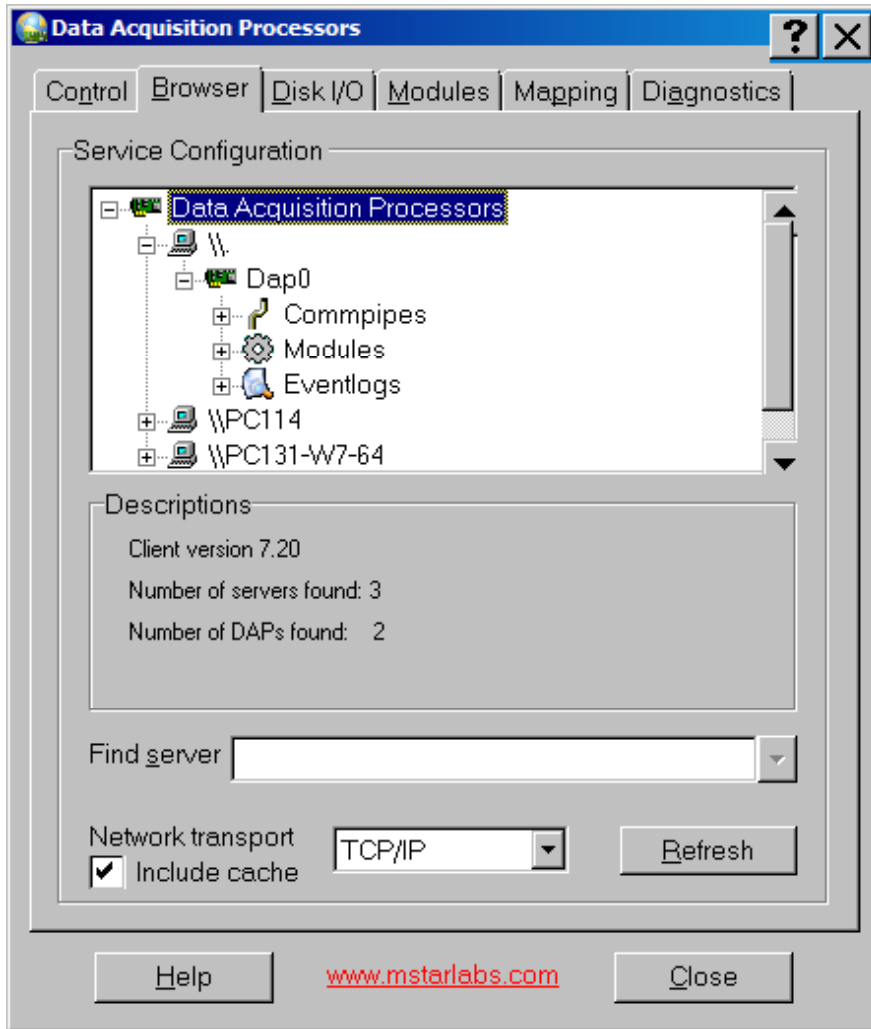 Data Acquisition Processors
Control Browser Disk I/O Modules Mapping Diagnostics
Service Configuration
Data Acquisition Processors
\\.
Dap0
Commpipes
Modules
Eventlogs
\\PC114
\\PC131-W7-64
Descriptions
Client version 7.20
Number of servers found: 3
Number of DAPs found: 2
Find server
Network transport TCP/IP Refresh
Include cache
Help www.mstarlabs.com Close